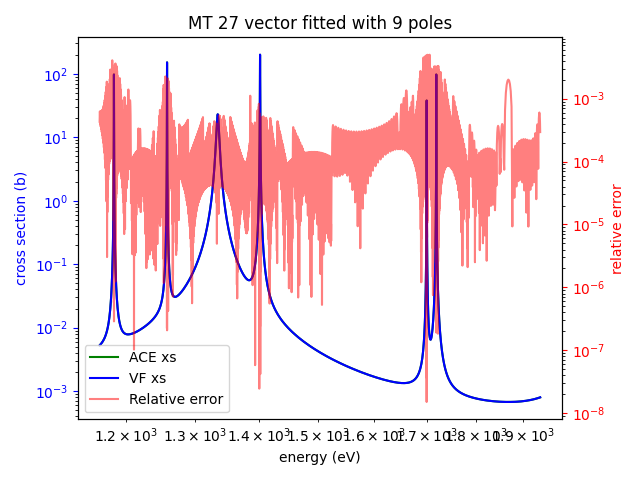 MT 27 vector fitted with 9 poles
10²
10¹
10⁰
10⁻¹
10⁻²
10⁻³
cross section (b)
10⁻³
10⁻⁴
10⁻⁵
10⁻⁶
10⁻⁷
10⁻⁸
relative error
ACE xs
VF xs
Relative error
1.2 × 10³ 1.3 × 10³ 1.4 × 10³ 1.5 × 10³ 1.6 × 10³ 1.7 × 10³ 1.8 × 10³ 1.9 × 10³
energy (eV)